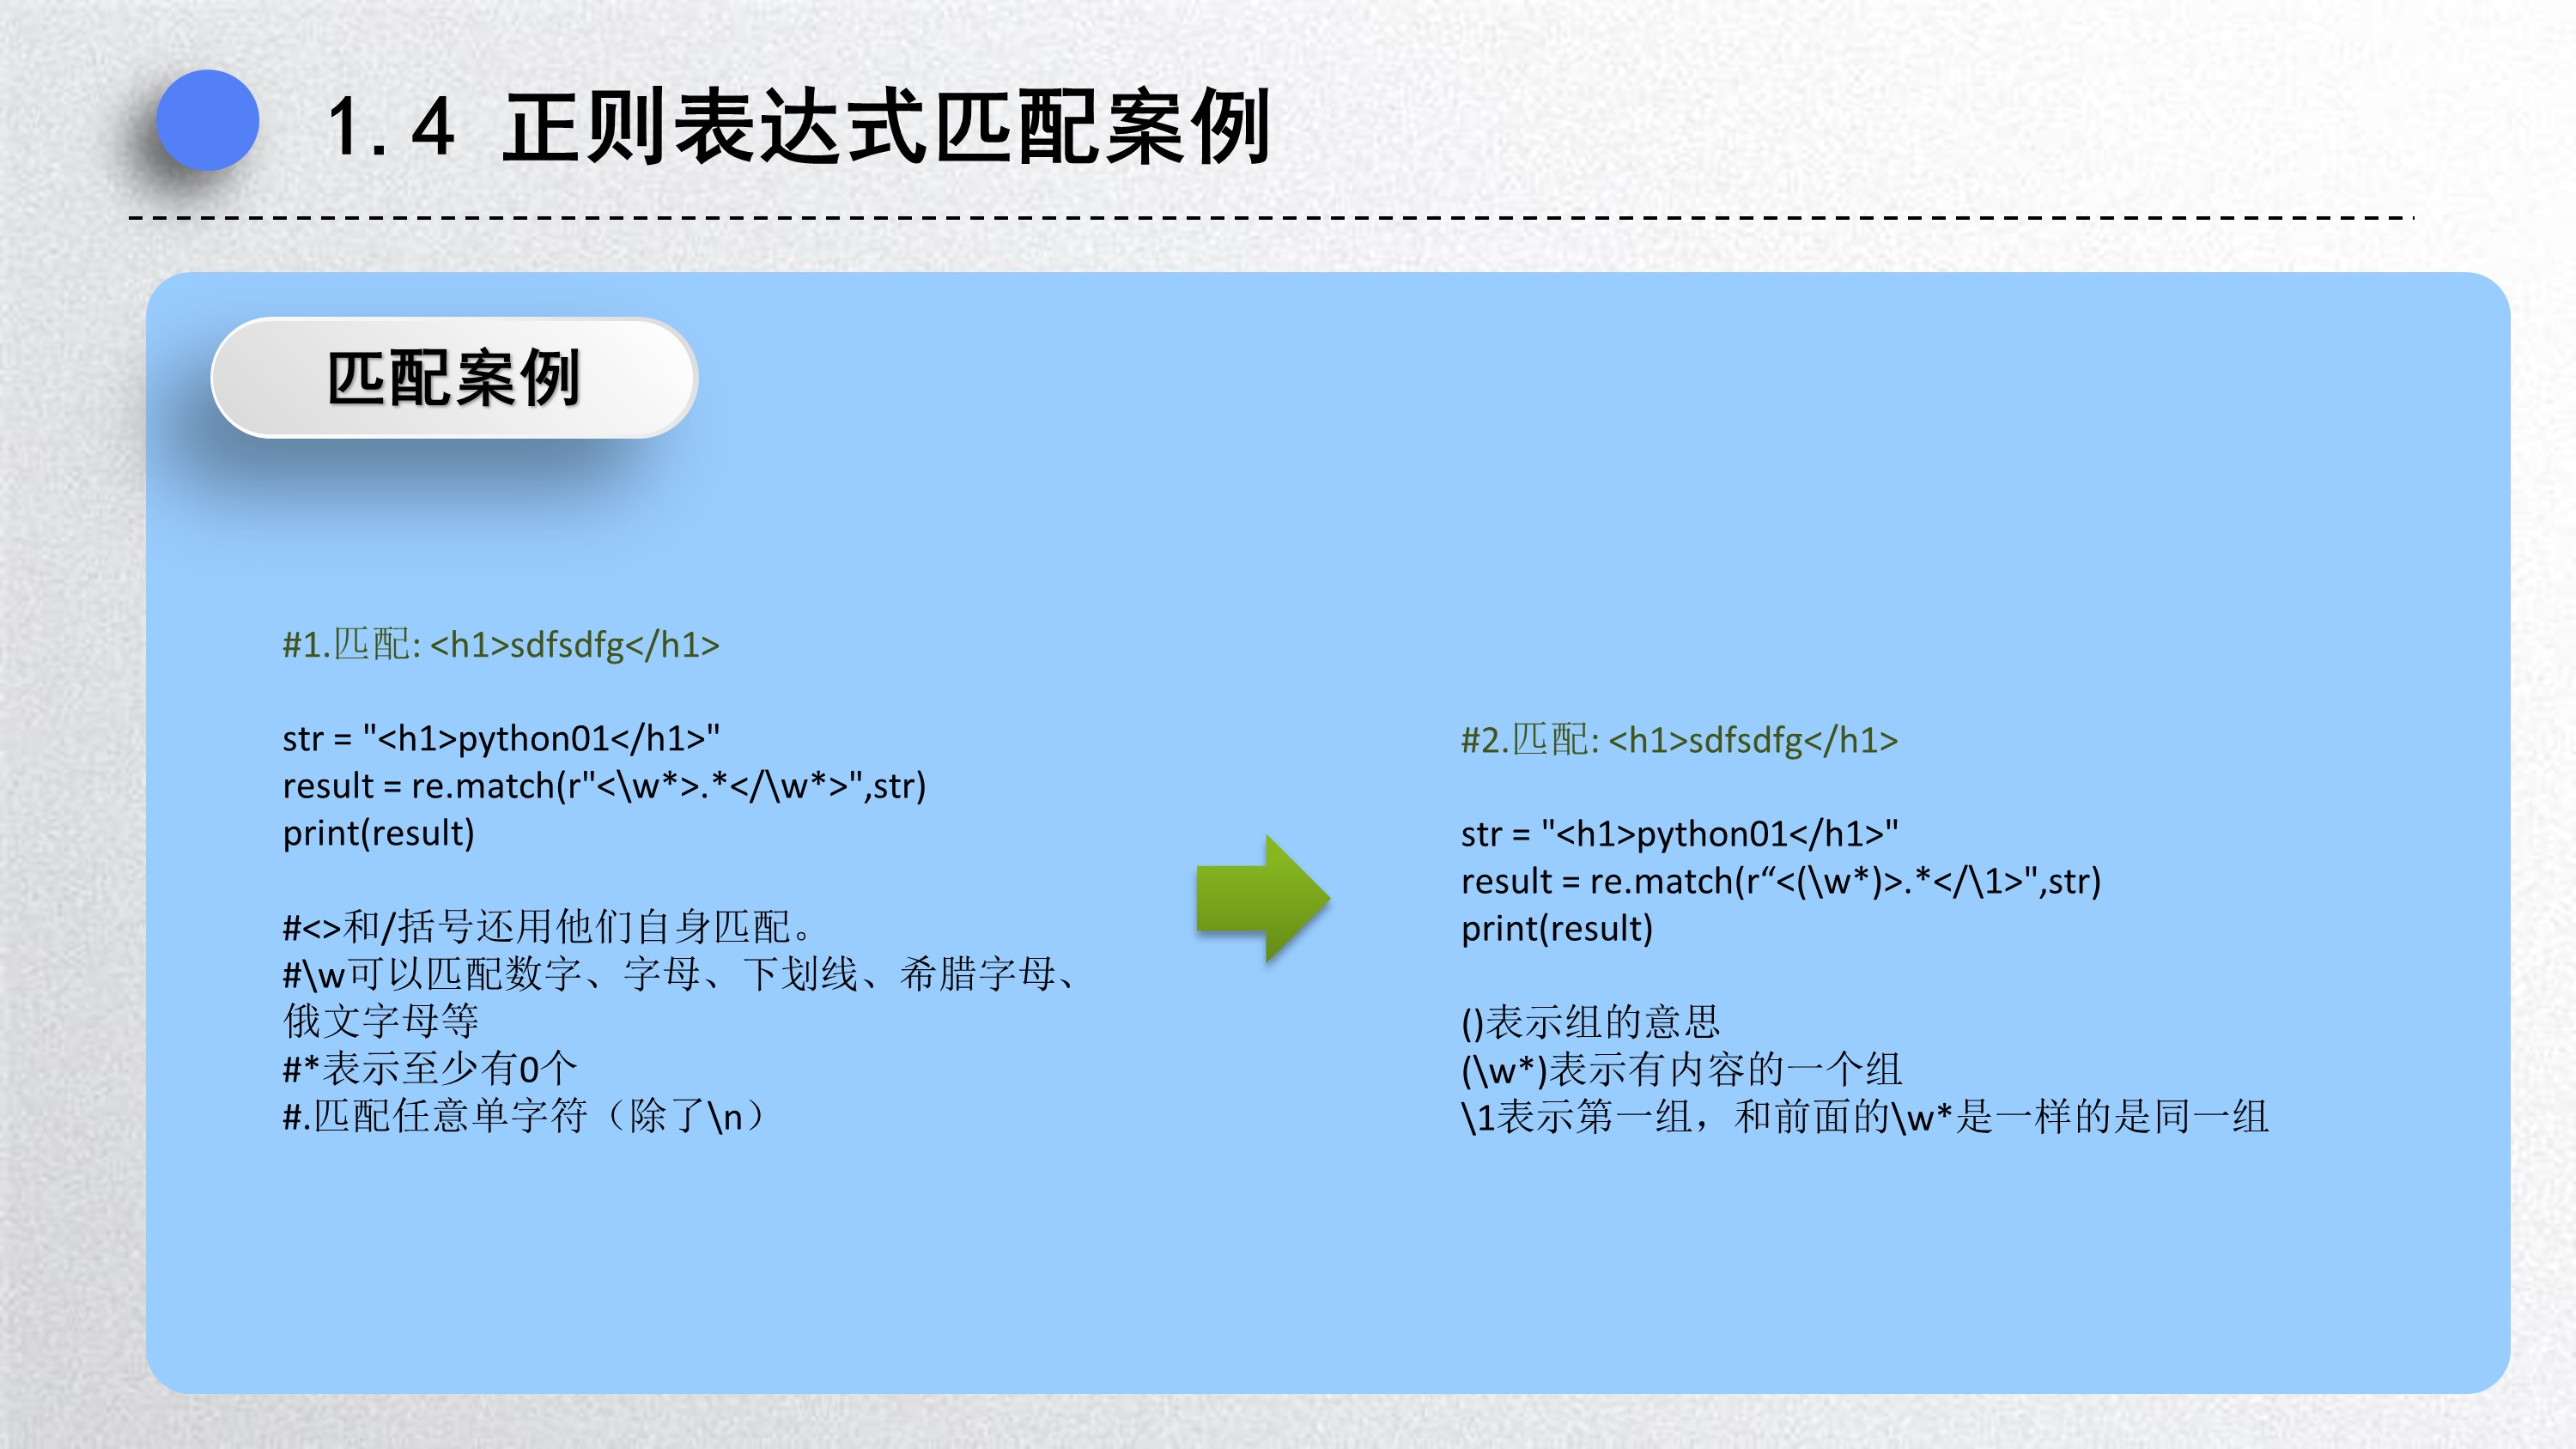 1.4 正则表达式匹配案例
匹配案例
#1.匹配: <h1>sdfsdfg</h1>
str = "<h1>python01</h1>"
result = re.match(r"<\w*>.*</\w*>",str)
print(result)
#<>和/括号还用他们自身匹配。
#\w可以匹配数字、字母、下划线、希腊字母、
俄文字母等
#*表示至少有0个
#.匹配任意单字符（除了\n）
#2.匹配: <h1>sdfsdfg</h1>
str = "<h1>python01</h1>"
result = re.match(r“<(\w*)>.*</\1>",str)
print(result)
()表示组的意思
(\w*)表示有内容的一个组
\1表示第一组，和前面的\w*是一样的是同一组